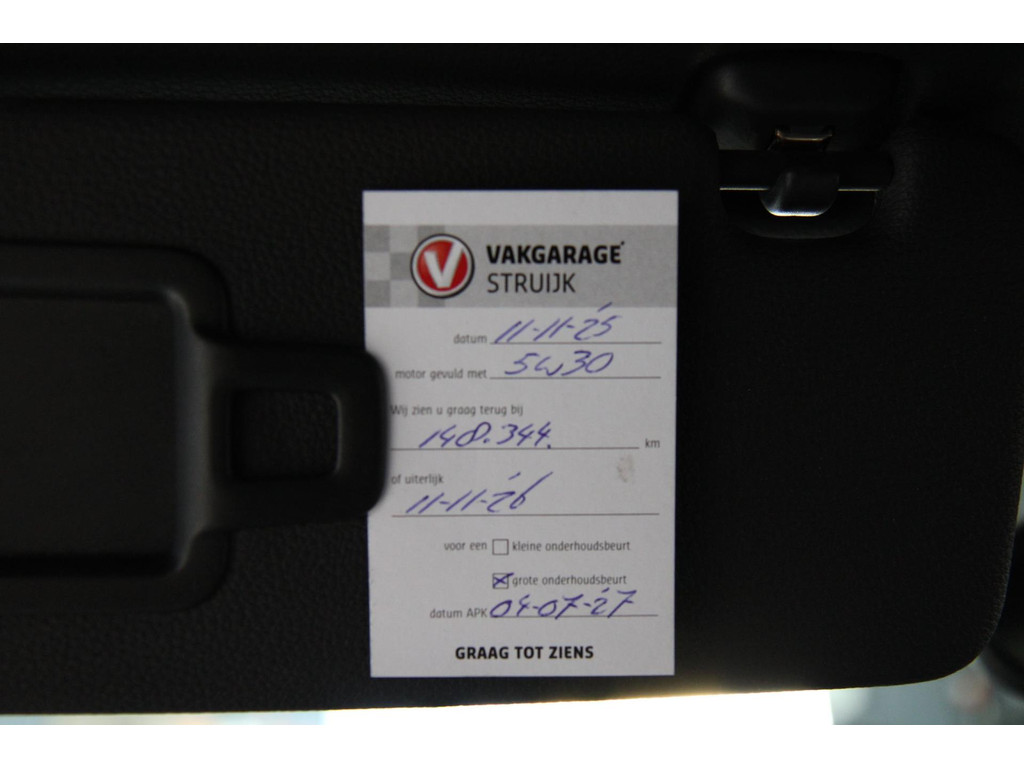 V VAKGARAGE
STRUIJK
datum 11-11-'25
motor gevuld met 5W30
Wij zien u graag terug bij
148.344. km
of uiterlijk
11-11-'26
voor een kleine onderhoudsbeurt
grote onderhoudsbeurt
datum APK 04-07-'27
GRAAG TOT ZIENS